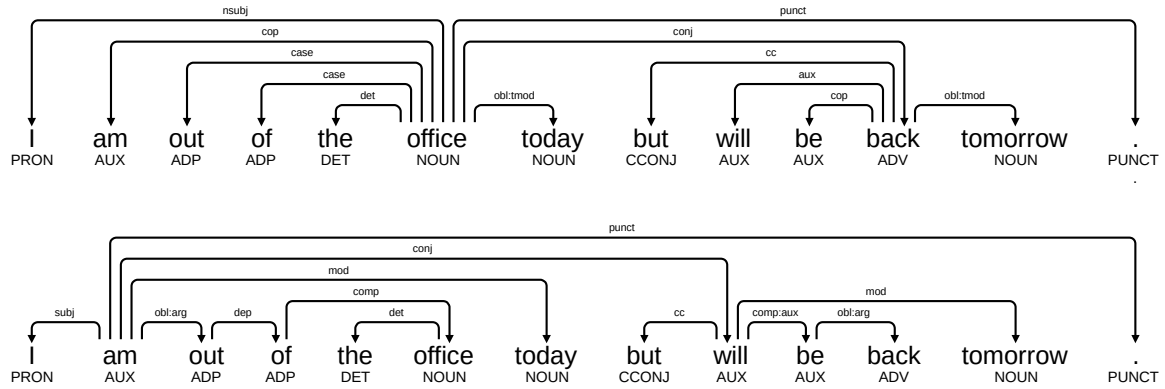 nsubj punct
cop conj
case cc
case aux
det obl:tmod cop obl:tmod
I am out of the office today but will be back tomorrow .
PRON AUX ADP ADP DET NOUN NOUN CCONJ AUX AUX ADV NOUN PUNCT
.
punct
conj
mod
comp mod
subj obl:arg dep det cc comp:aux obl:arg
I am out of the office today but will be back tomorrow .
PRON AUX ADP ADP DET NOUN NOUN CCONJ AUX AUX ADV NOUN PUNCT